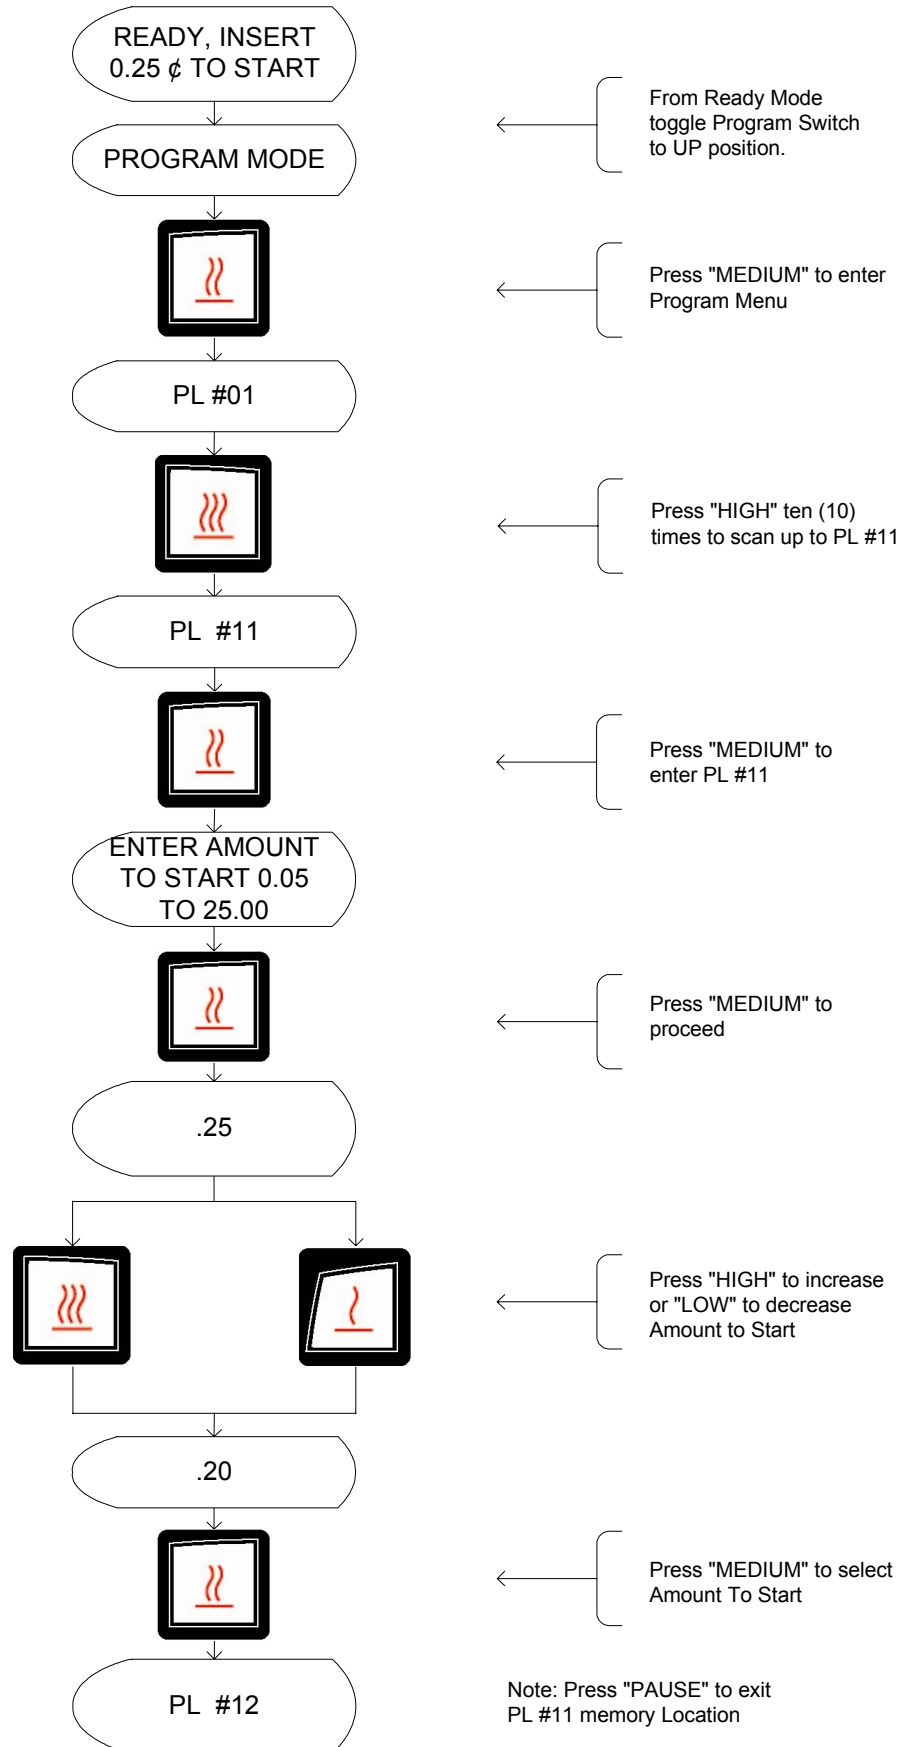 READY, INSERT
0.25 ¢ TO START
From Ready Mode
toggle Program Switch
to UP position.
PROGRAM MODE
Press "MEDIUM" to enter
Program Menu
PL #01
Press "HIGH" ten (10)
times to scan up to PL #11
PL #11
Press "MEDIUM" to
enter PL #11
ENTER AMOUNT
TO START 0.05
TO 25.00
Press "MEDIUM" to
proceed
.25
Press "HIGH" to increase
or "LOW" to decrease
Amount to Start
.20
Press "MEDIUM" to select
Amount To Start
PL #12
Note: Press "PAUSE" to exit
PL #11 memory Location